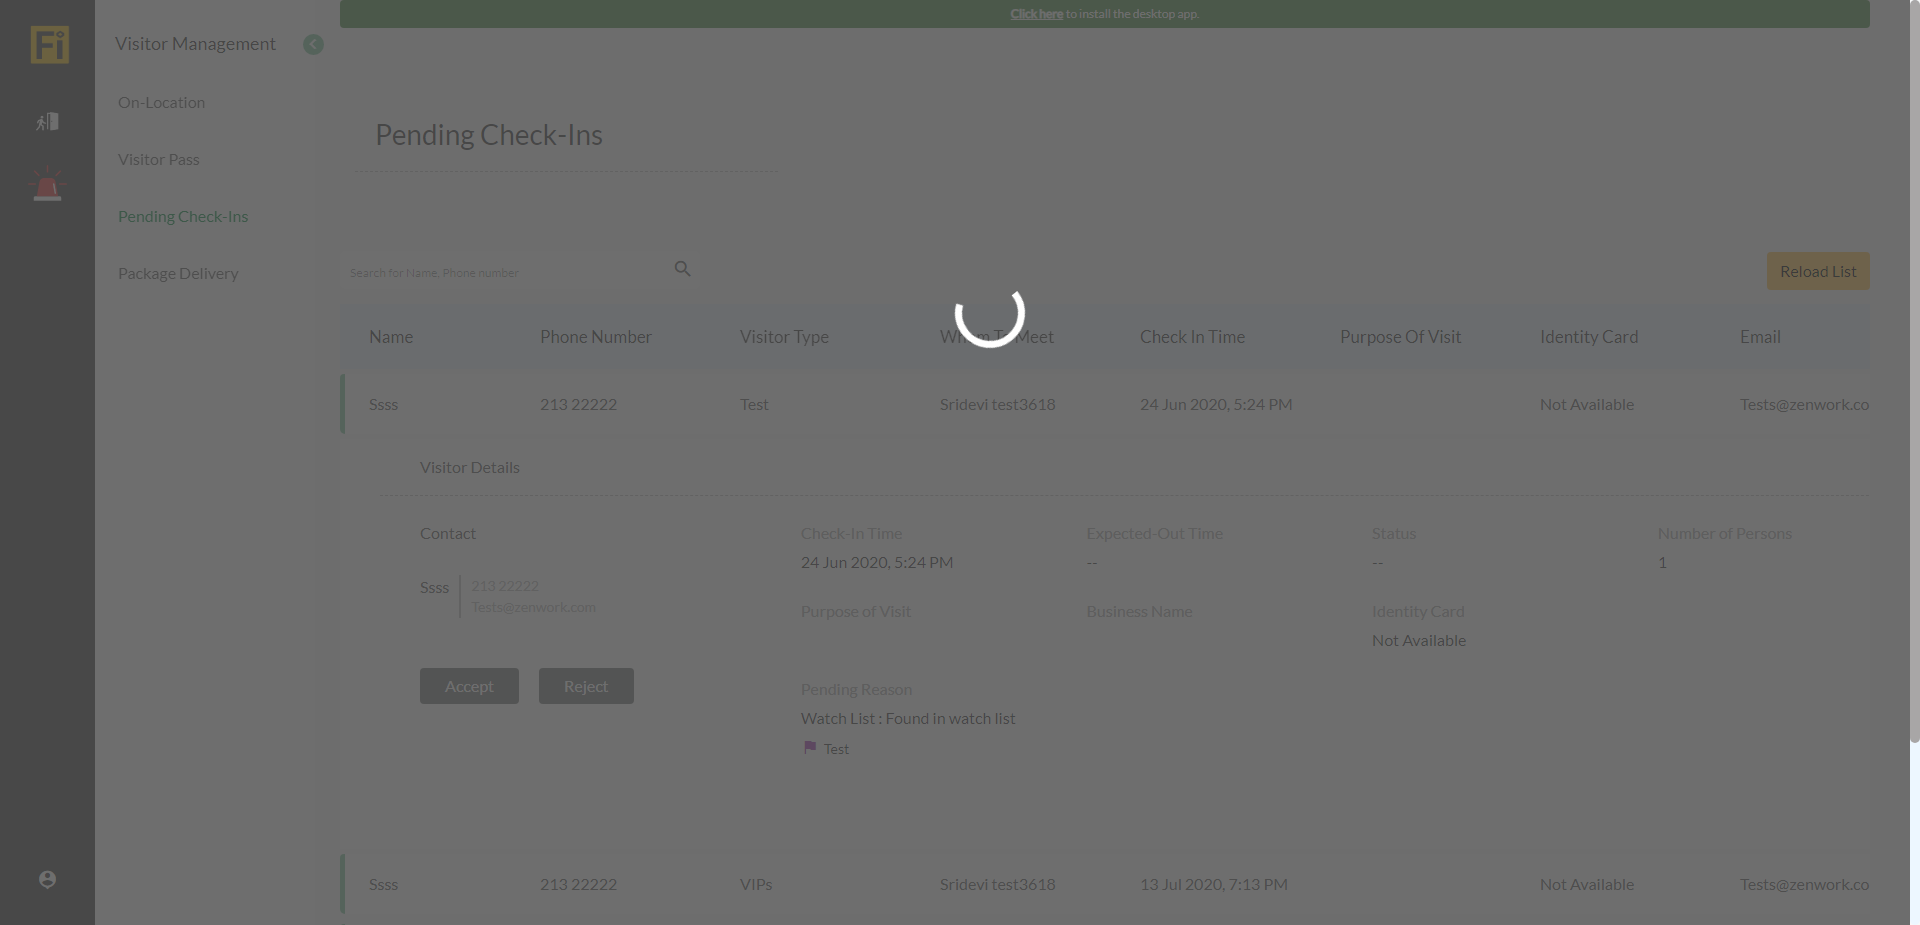 Click here to install the desktop app.
Fi
Visitor Management
On-Location
Visitor Pass
Pending Check-Ins
Package Delivery
Pending Check-Ins
Search for Name, Phone number
Reload List
Name Phone Number Visitor Type Whom To Meet Check In Time Purpose Of Visit Identity Card Email
Ssss 213 22222 Test Sridevi test3618 24 Jun 2020, 5:24 PM Not Available Tests@zenwork.co
Visitor Details
Contact
Ssss
213 22222
Tests@zenwork.com
Accept Reject
Check-In Time Expected-Out Time Status Number of Persons
24 Jun 2020, 5:24 PM -- -- 1
Purpose of Visit Business Name Identity Card
Not Available
Pending Reason
Watch List : Found in watch list
Test
Ssss 213 22222 VIPs Sridevi test3618 13 Jul 2020, 7:13 PM Not Available Tests@zenwork.co